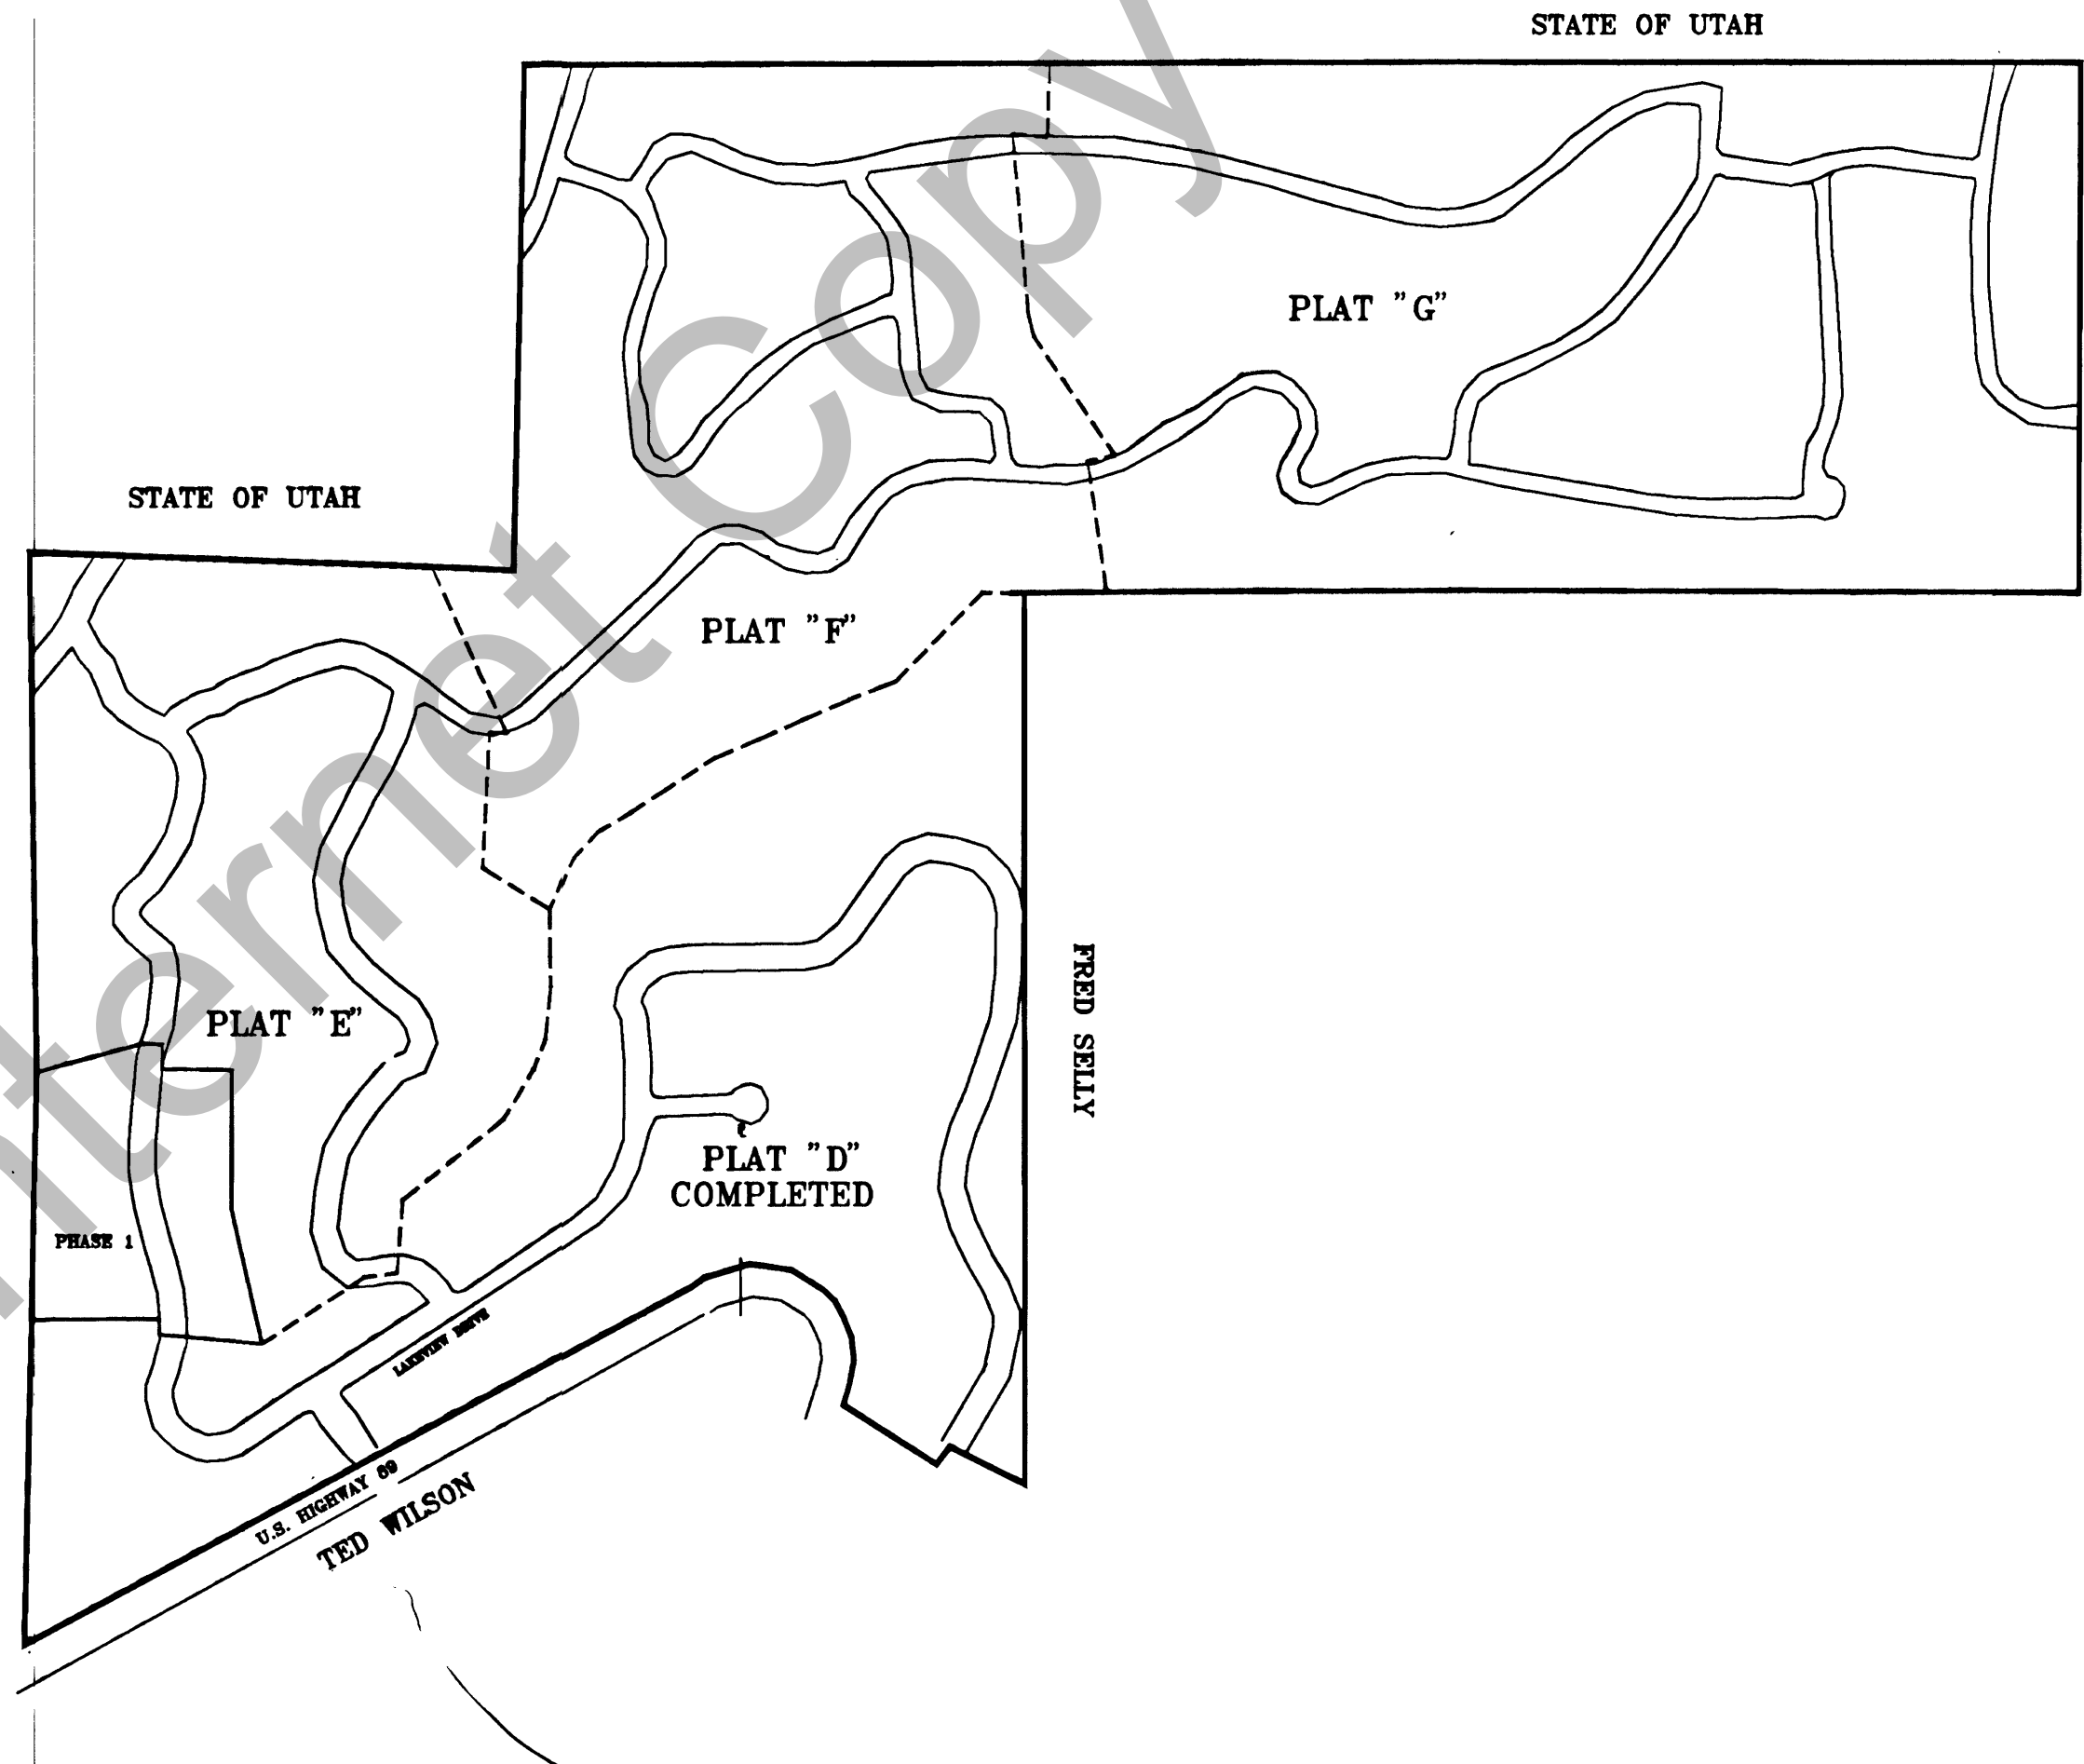 STATE OF UTAH
PLAT "G"
STATE OF UTAH
PLAT "F"
FRED SELLY
PLAT "E"
PLAT "D"
COMPLETED
PHASE 1
LAKEVIEW DRIVE
U.S. HIGHWAY 89
TED WILSON
Internet Copy